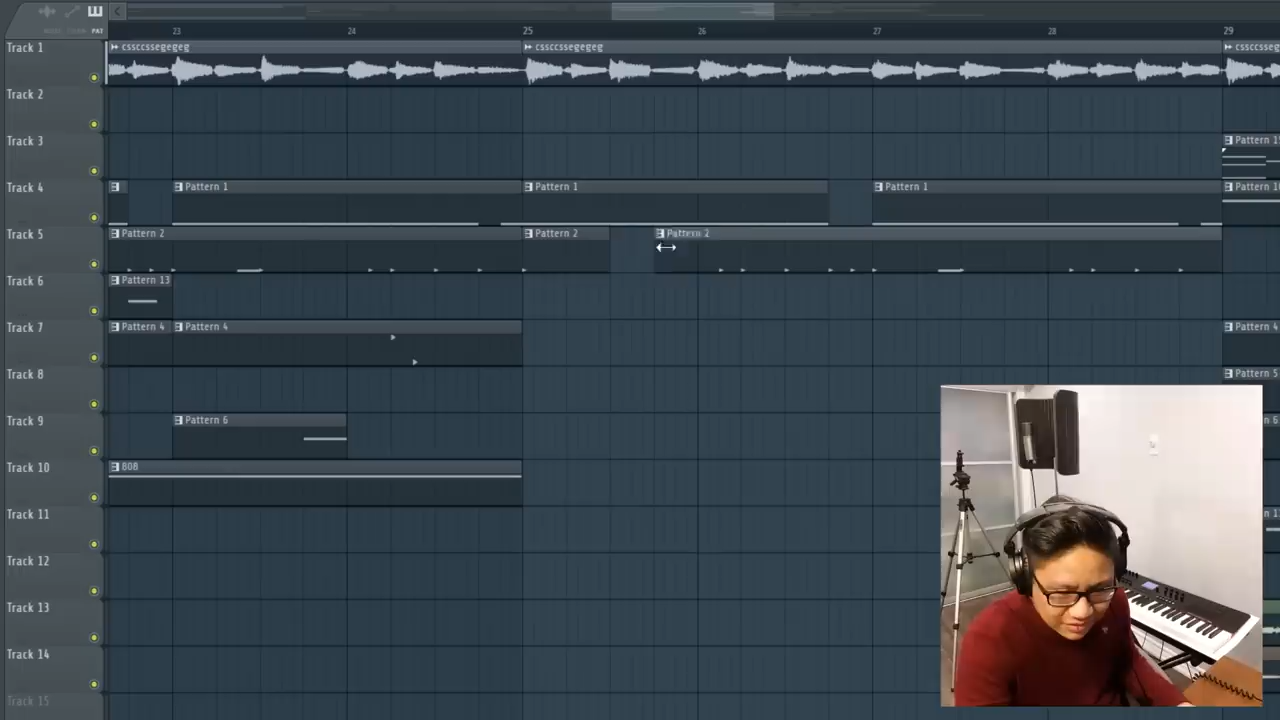 PAT
23 24 25 26 27 28 29
Track 1 cssccssegegeg cssccssegegeg
Track 2
Track 3
Track 4 Pattern 1 Pattern 1 Pattern 1
Track 5 Pattern 2 Pattern 2 Pattern 2
Track 6 Pattern 13
Track 7 Pattern 4 Pattern 4 Pattern 4
Track 8 Pattern 5
Track 9 Pattern 6
Track 10 808
Track 11
Track 12
Track 13
Track 14
Track 15